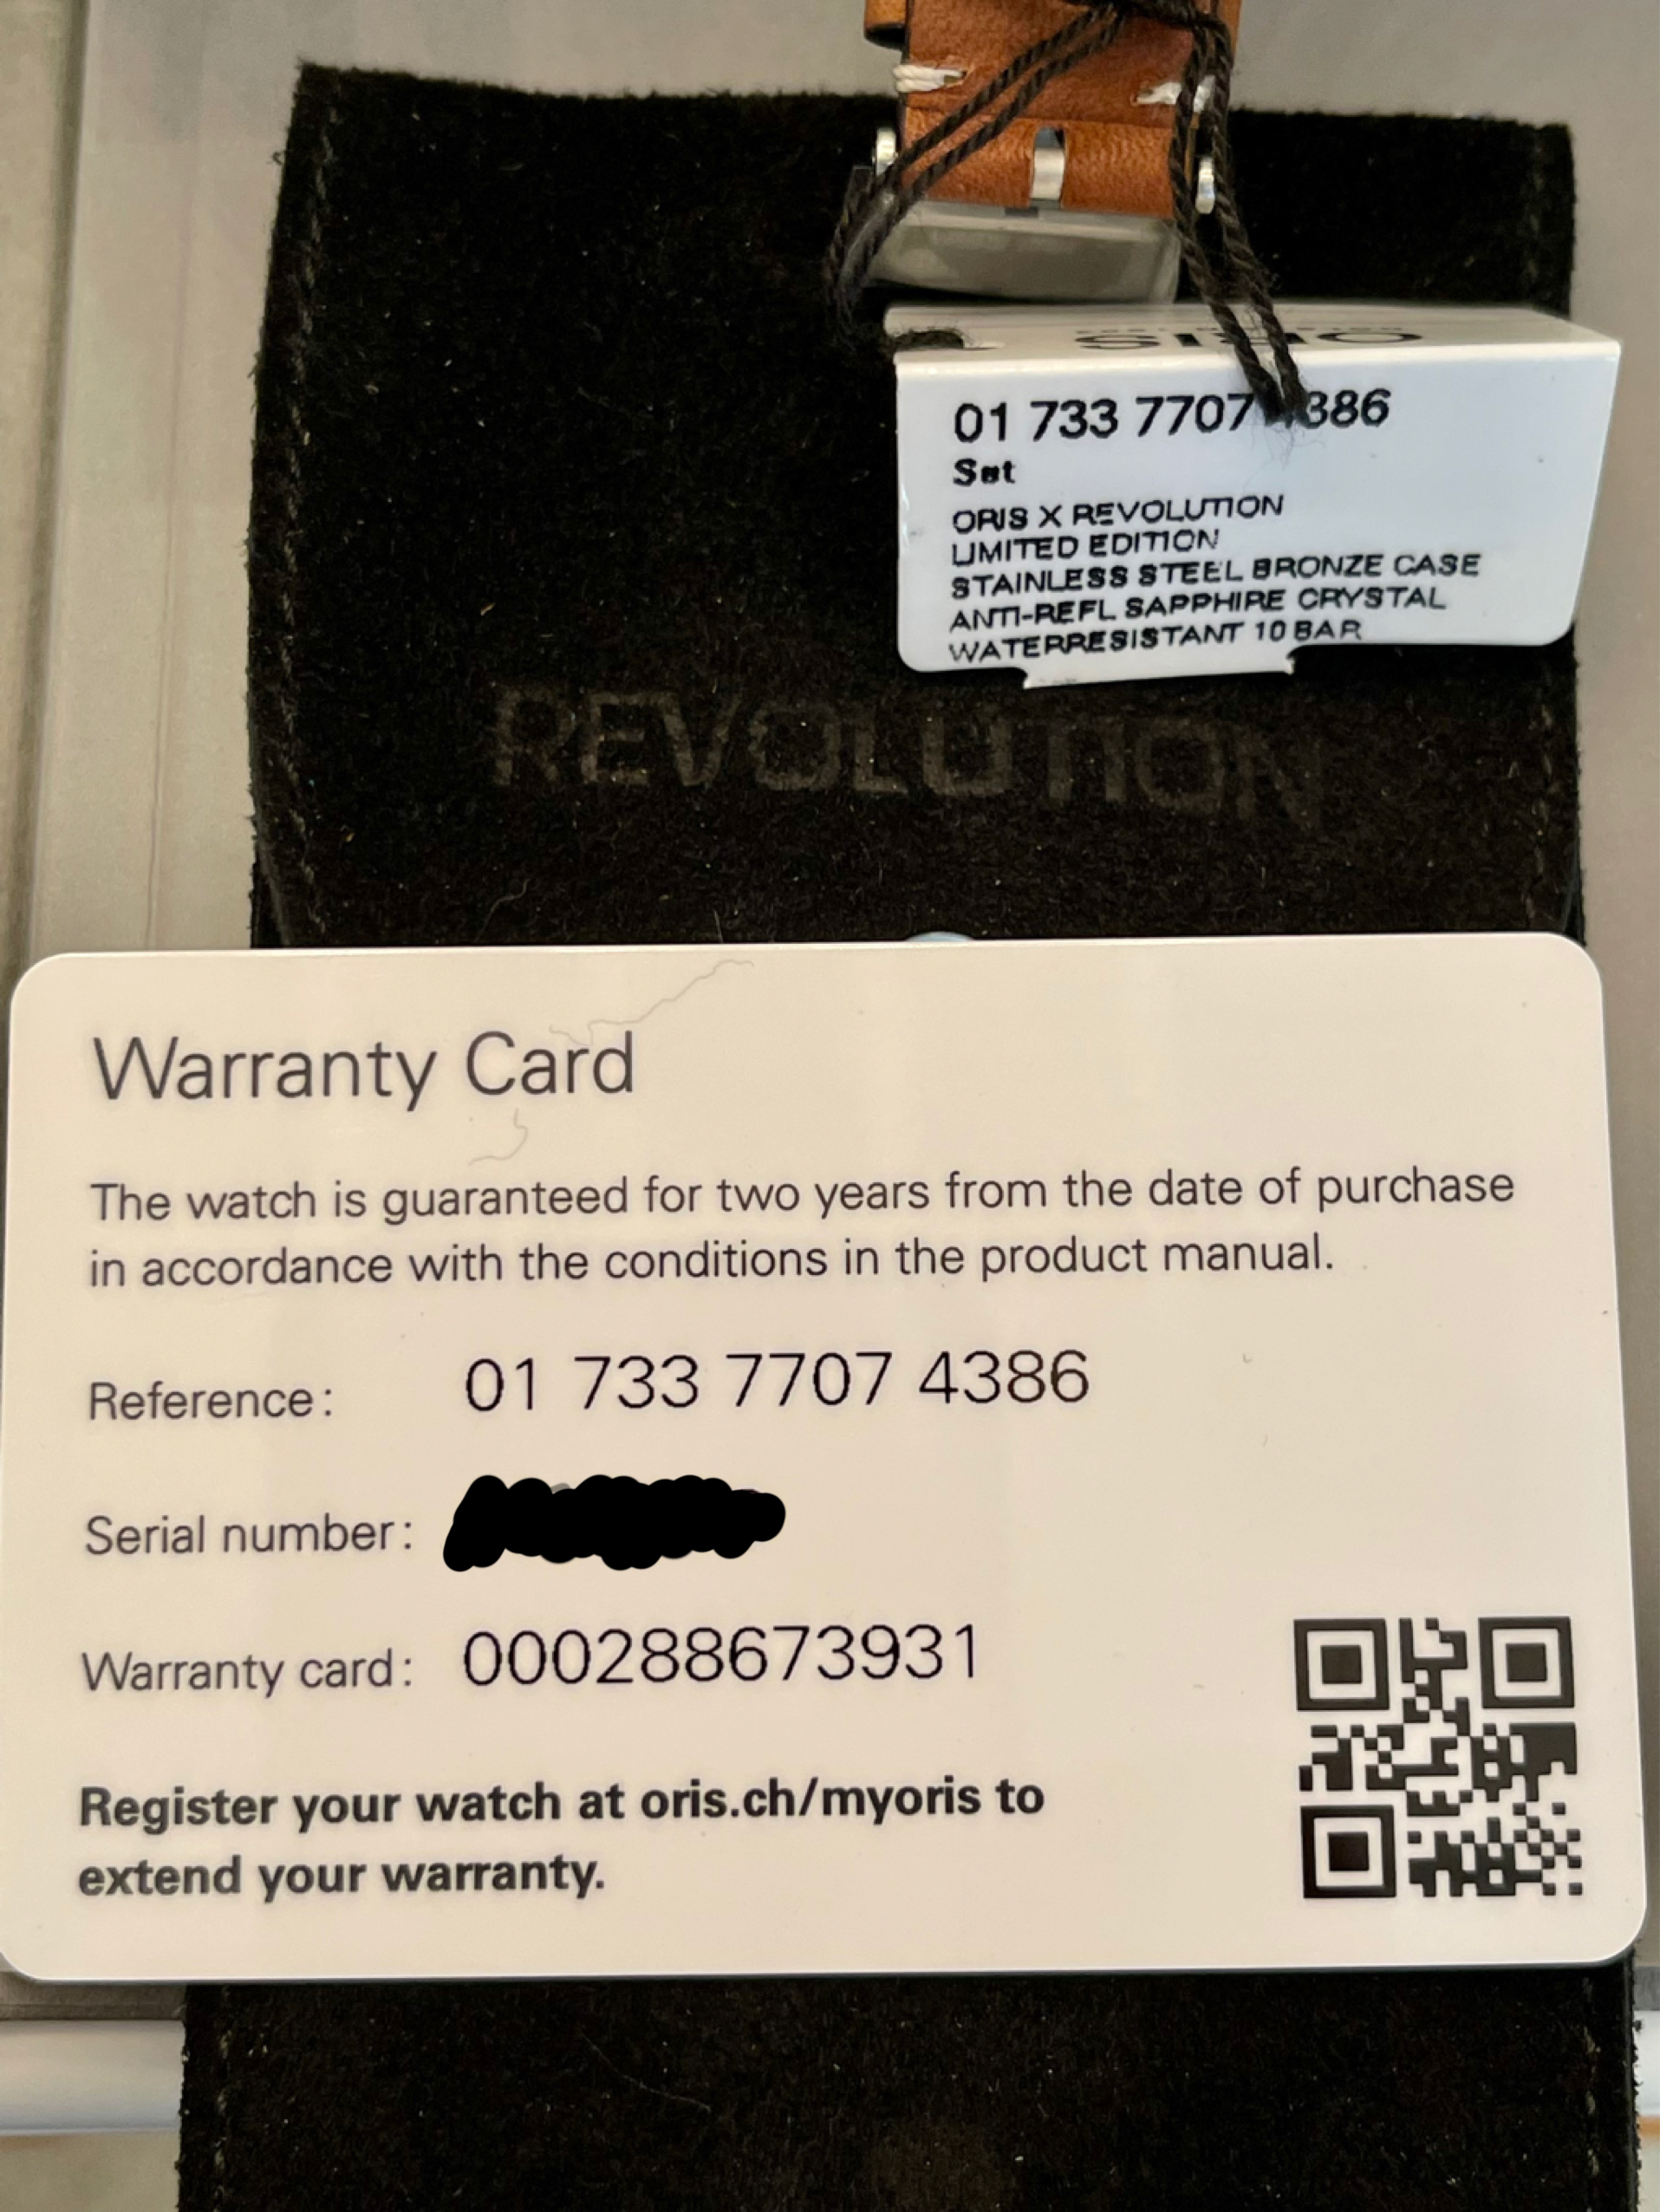 ORIS
01 733 7707 4386
Set
ORIS X REVOLUTION
LIMITED EDITION
STAINLESS STEEL BRONZE CASE
ANTI-REFL SAPPHIRE CRYSTAL
WATERRESISTANT 10 BAR
REVOLUTION
Warranty Card
The watch is guaranteed for two years from the date of purchase
in accordance with the conditions in the product manual.
Reference: 01 733 7707 4386
Serial number:
Warranty card: 000288673931
Register your watch at oris.ch/myoris to
extend your warranty.